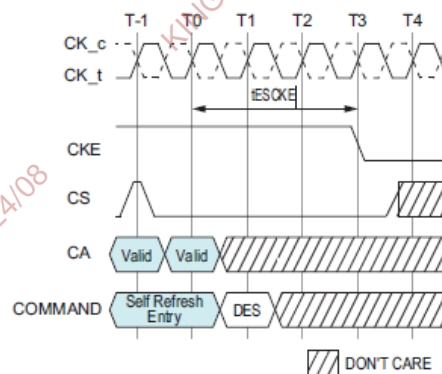 T-1 T0 T1 T2 T3 T4
CK_c
CK_t
tESCKE
CKE
CS
CA Valid Valid
COMMAND Self Refresh Entry DES
DON'T CARE